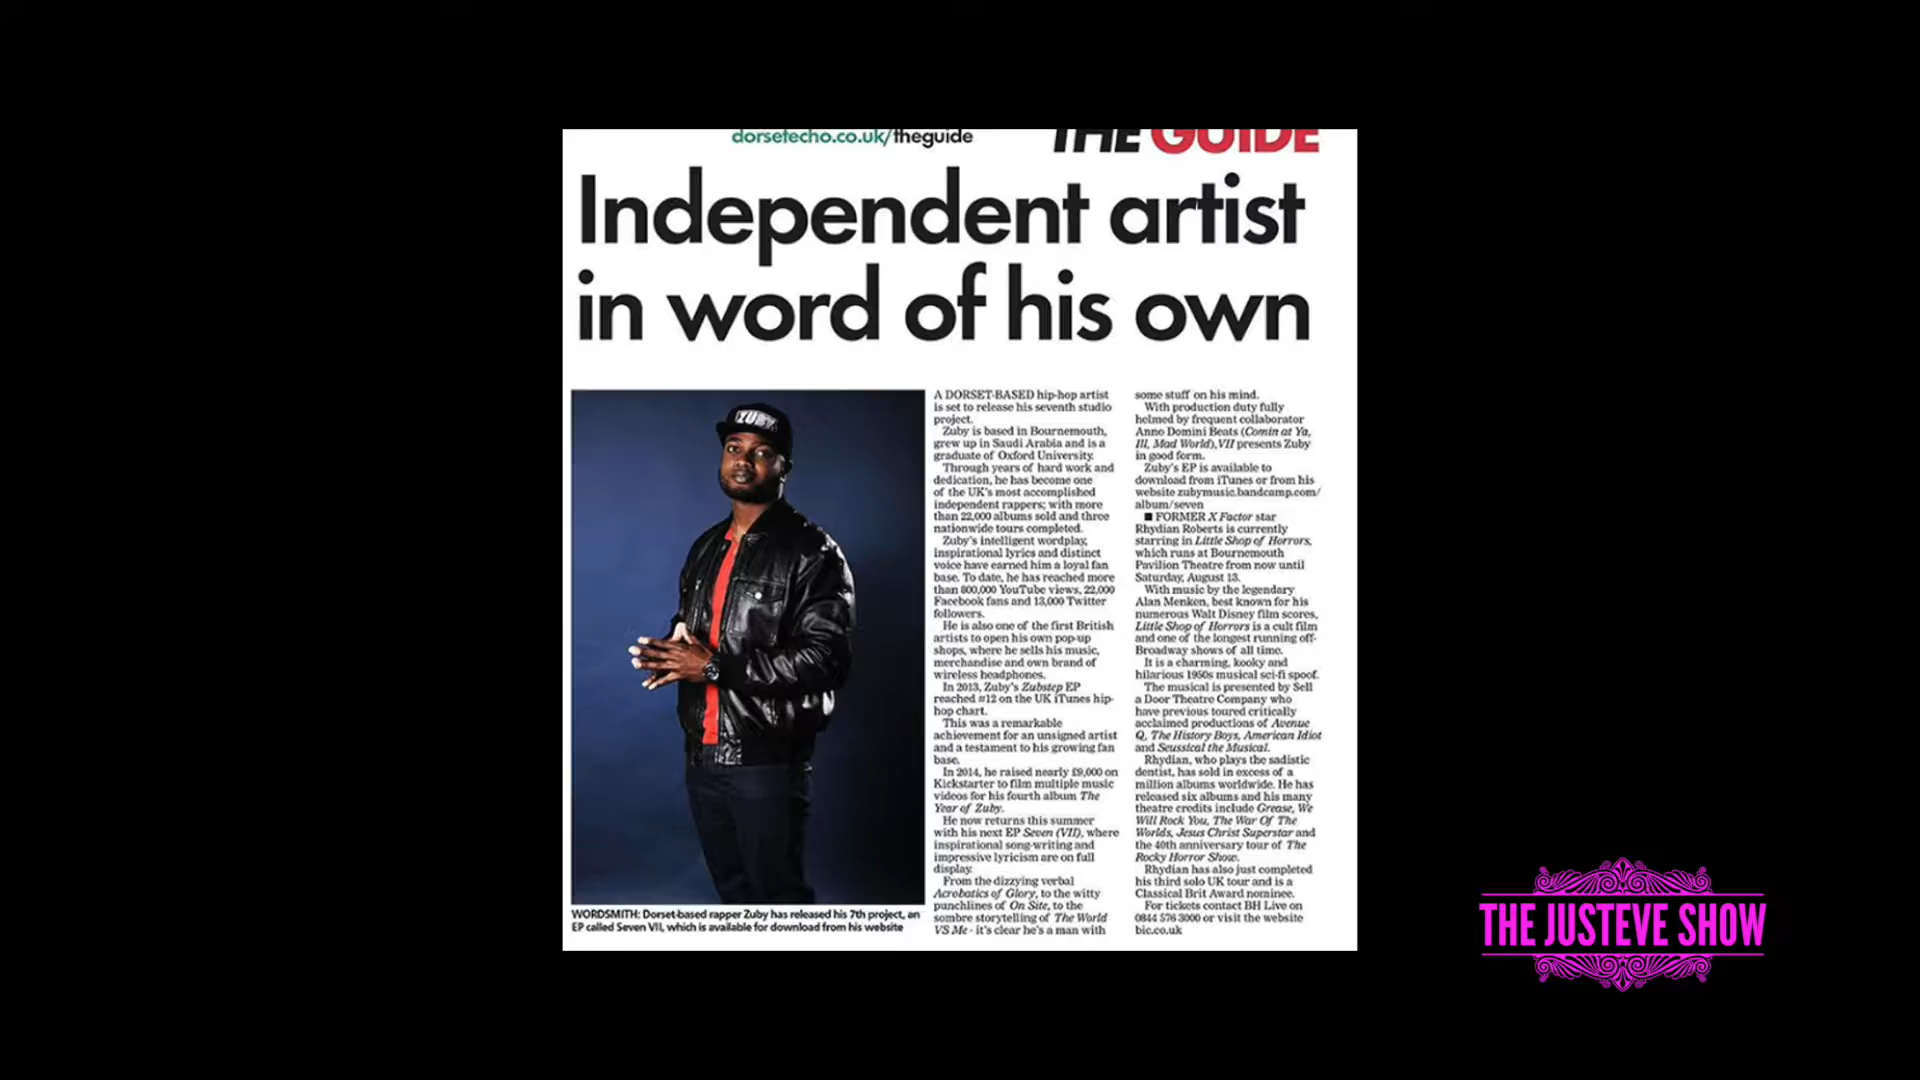 dorsetecho.co.uk/theguide
THE GUIDE
Independent artist
in word of his own
ZUBY
WORDSMITH: Dorset-based rapper Zuby has released his 7th project, an
EP called Seven VII, which is available for download from his website
A DORSET-BASED hip-hop artist
is set to release his seventh studio
project.
Zuby is based in Bournemouth,
grew up in Saudi Arabia and is a
graduate of Oxford University.
Through years of hard work and
dedication, he has become one
of the UK's most accomplished
independent rappers; with more
than 22,000 albums sold and three
nationwide tours completed.
Zuby's intelligent wordplay,
inspirational lyrics and distinct
voice have earned him a loyal fan
base. To date, he has reached more
than 800,000 YouTube views, 22,000
Facebook fans and 13,000 Twitter
followers.
He is also one of the first British
artists to open his own pop-up
shops, where he sells his music,
merchandise and own brand of
wireless headphones.
In 2013, Zuby's Zubstep EP
reached #12 on the UK iTunes hip-
hop chart.
This was a remarkable
achievement for an unsigned artist
and a testament to his growing fan
base.
In 2014, he raised nearly £9,000 on
Kickstarter to film multiple music
videos for his fourth album The
Year of Zuby.
He now returns this summer
with his next EP Seven (VII), where
inspirational song-writing and
impressive lyricism are on full
display.
From the dizzying verbal
Acrobatics of Glory, to the witty
punchlines of On Site, to the
sombre storytelling of The World
VS Me - it's clear he's a man with
some stuff on his mind.
With production duty fully
helmed by frequent collaborator
Anno Domini Beats (Comin at Ya,
Ill, Mad World), VII presents Zuby
in good form.
Zuby's EP is available to
download from iTunes or from his
website zubymusic.bandcamp.com/
album/seven
■ FORMER X Factor star
Rhydian Roberts is currently
starring in Little Shop of Horrors,
which runs at Bournemouth
Pavilion Theatre from now until
Saturday, August 13.
With music by the legendary
Alan Menken, best known for his
numerous Walt Disney film scores,
Little Shop of Horrors is a cult film
and one of the longest running off-
Broadway shows of all time.
It is a charming, kooky and
hilarious 1950s musical sci-fi spoof.
The musical is presented by Sell
a Door Theatre Company who
have previous toured critically
acclaimed productions of Avenue
Q, The History Boys, American Idiot
and Seussical the Musical.
Rhydian, who plays the sadistic
dentist, has sold in excess of a
million albums worldwide. He has
released six albums and his many
theatre credits include Grease, We
Will Rock You, The War Of The
Worlds, Jesus Christ Superstar and
the 40th anniversary tour of The
Rocky Horror Show.
Rhydian has also just completed
his third solo UK tour and is a
Classical Brit Award nominee.
For tickets contact BH Live on
0844 576 3000 or visit the website
bic.co.uk
THE JUSTEVE SHOW